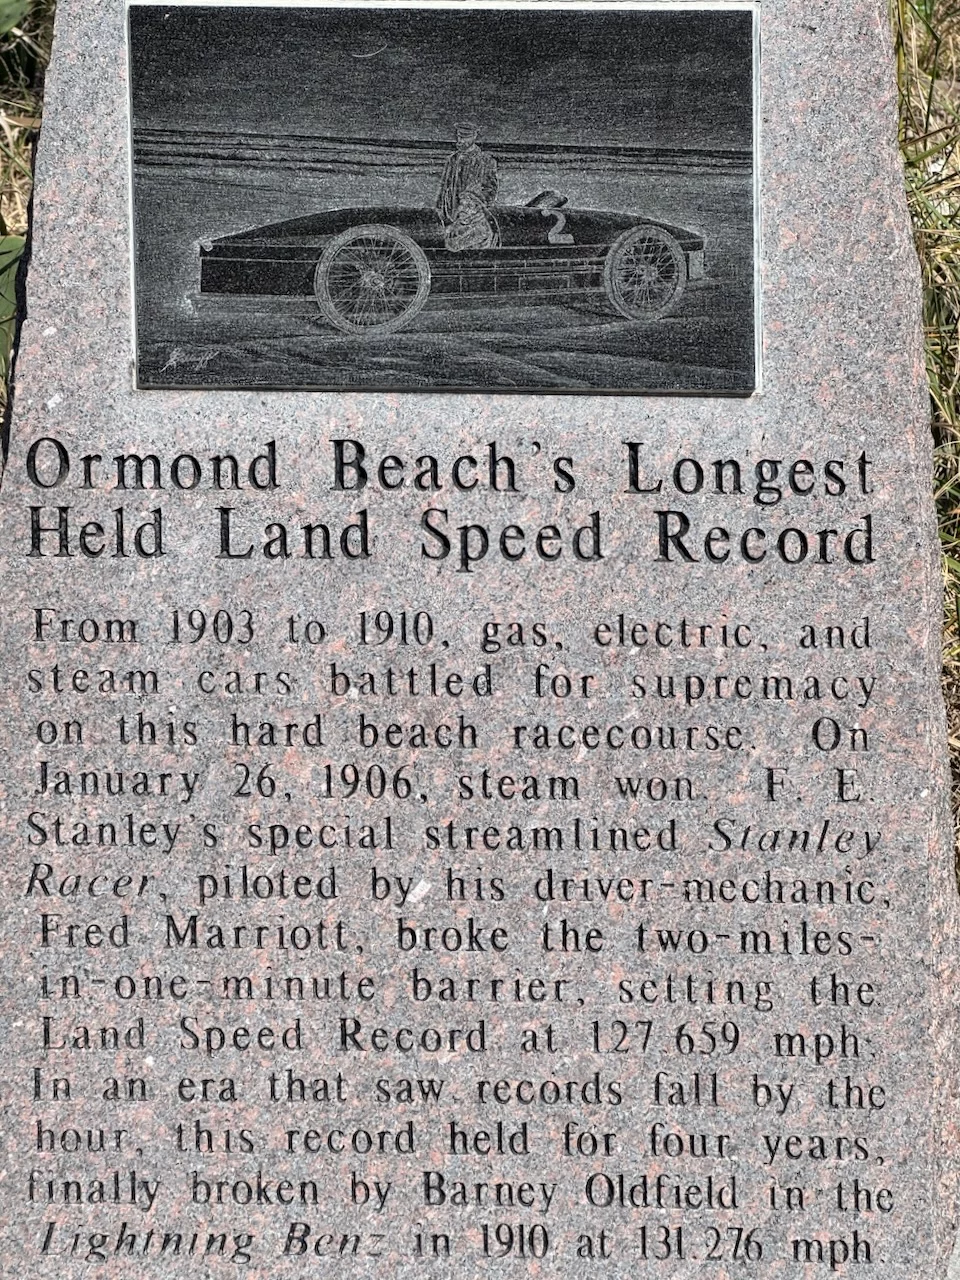 2
Ormond Beach's Longest
Held Land Speed Record
From 1903 to 1910, gas, electric, and
steam cars battled for supremacy
on this hard beach racecourse. On
January 26, 1906, steam won. F. E.
Stanley's special streamlined Stanley
Racer, piloted by his driver-mechanic,
Fred Marriott, broke the two-miles-
in-one-minute barrier, setting the
Land Speed Record at 127.659 mph.
In an era that saw records fall by the
hour, this record held for four years,
finally broken by Barney Oldfield in the
Lightning Benz in 1910 at 131.276 mph.